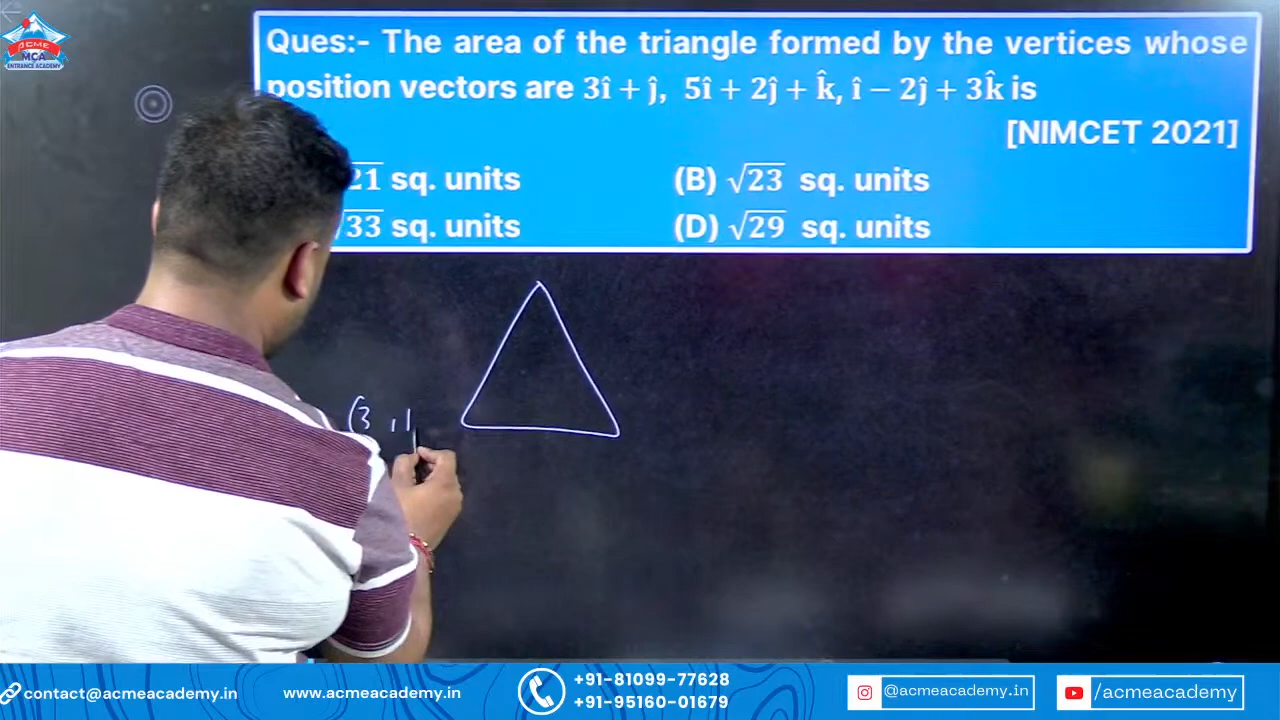 ACME
MCA
ENTRANCE ACADEMY
Ques:- The area of the triangle formed by the vertices whose
position vectors are 3î + ĵ, 5î + 2ĵ + k̂, î − 2ĵ + 3k̂ is
[NIMCET 2021]
21 sq. units (B) √23 sq. units
√33 sq. units (D) √29 sq. units
(3 , 1
contact@acmeacademy.in www.acmeacademy.in +91-81099-77628 @acmeacademy.in /acmeacademy
+91-95160-01679